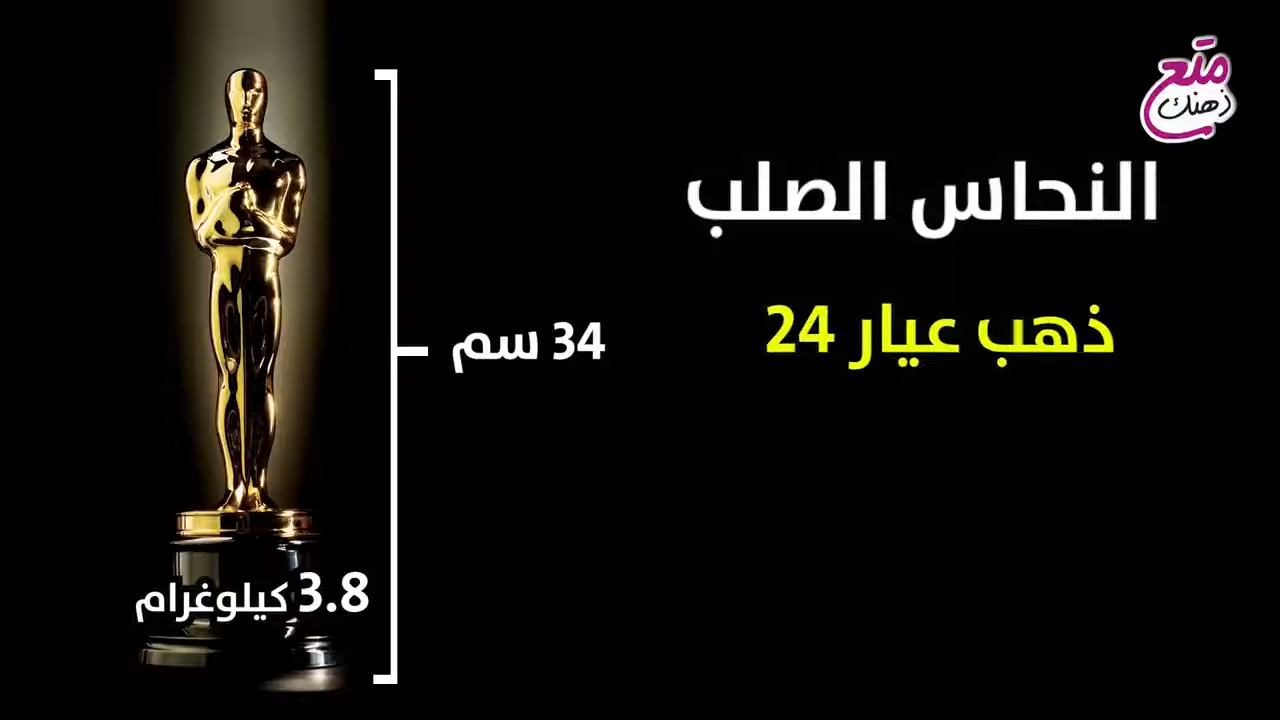 متع
ذهنك
النحاس الصلب
ذهب عيار 24
34 سم
3.8 كيلوغرام